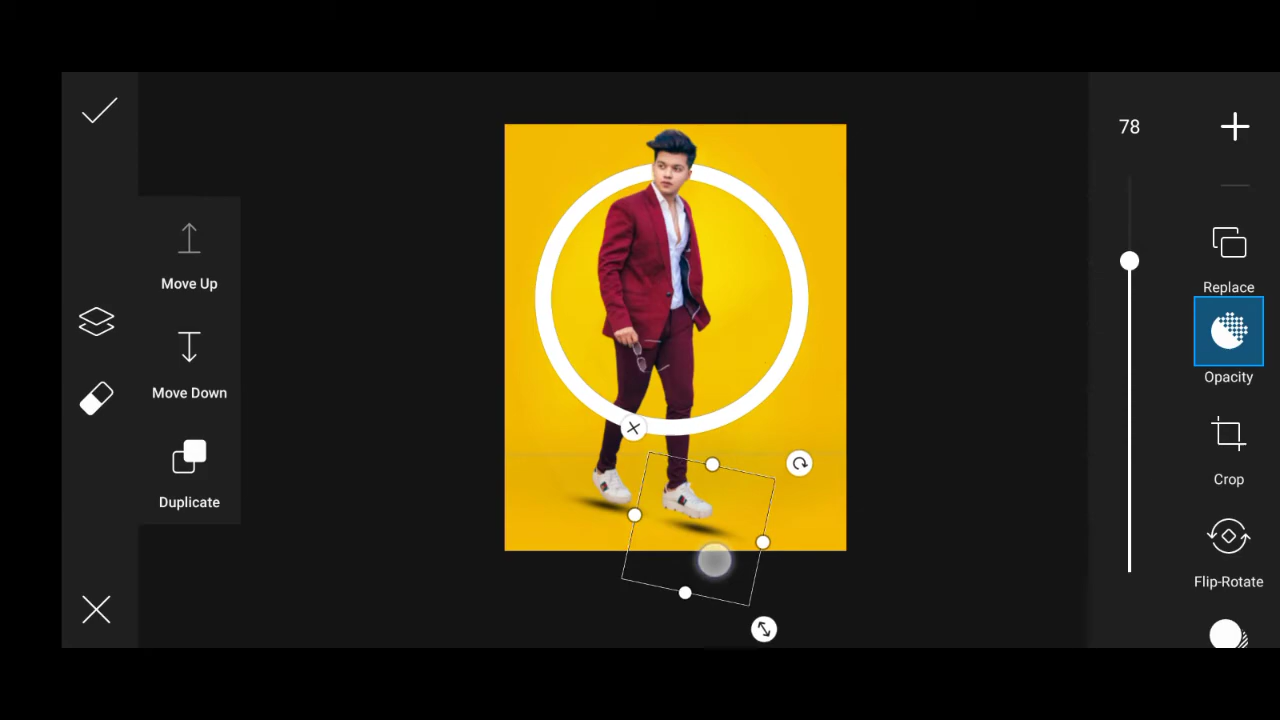 78
Move Up
Move Down
Duplicate
Replace
Opacity
Crop
Flip-Rotate